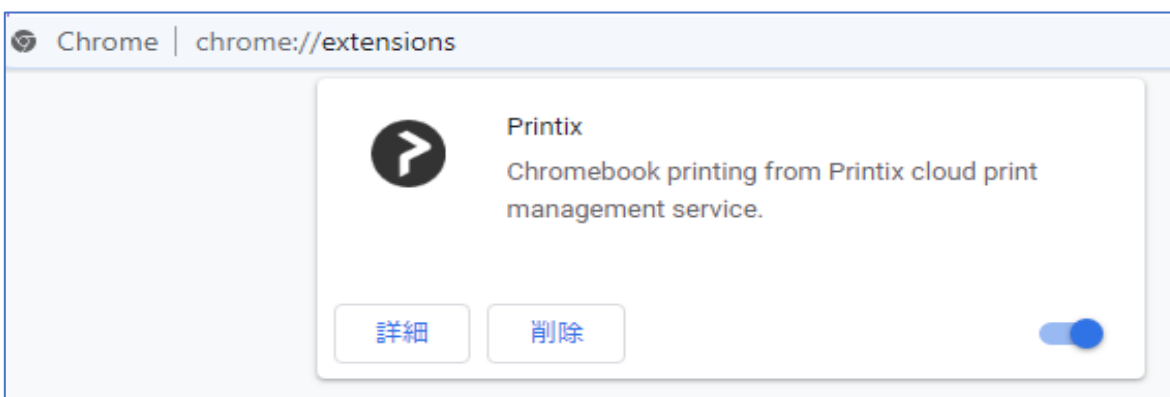 Chrome | chrome://extensions
Printix
Chromebook printing from Printix cloud print
management service.
詳細 削除